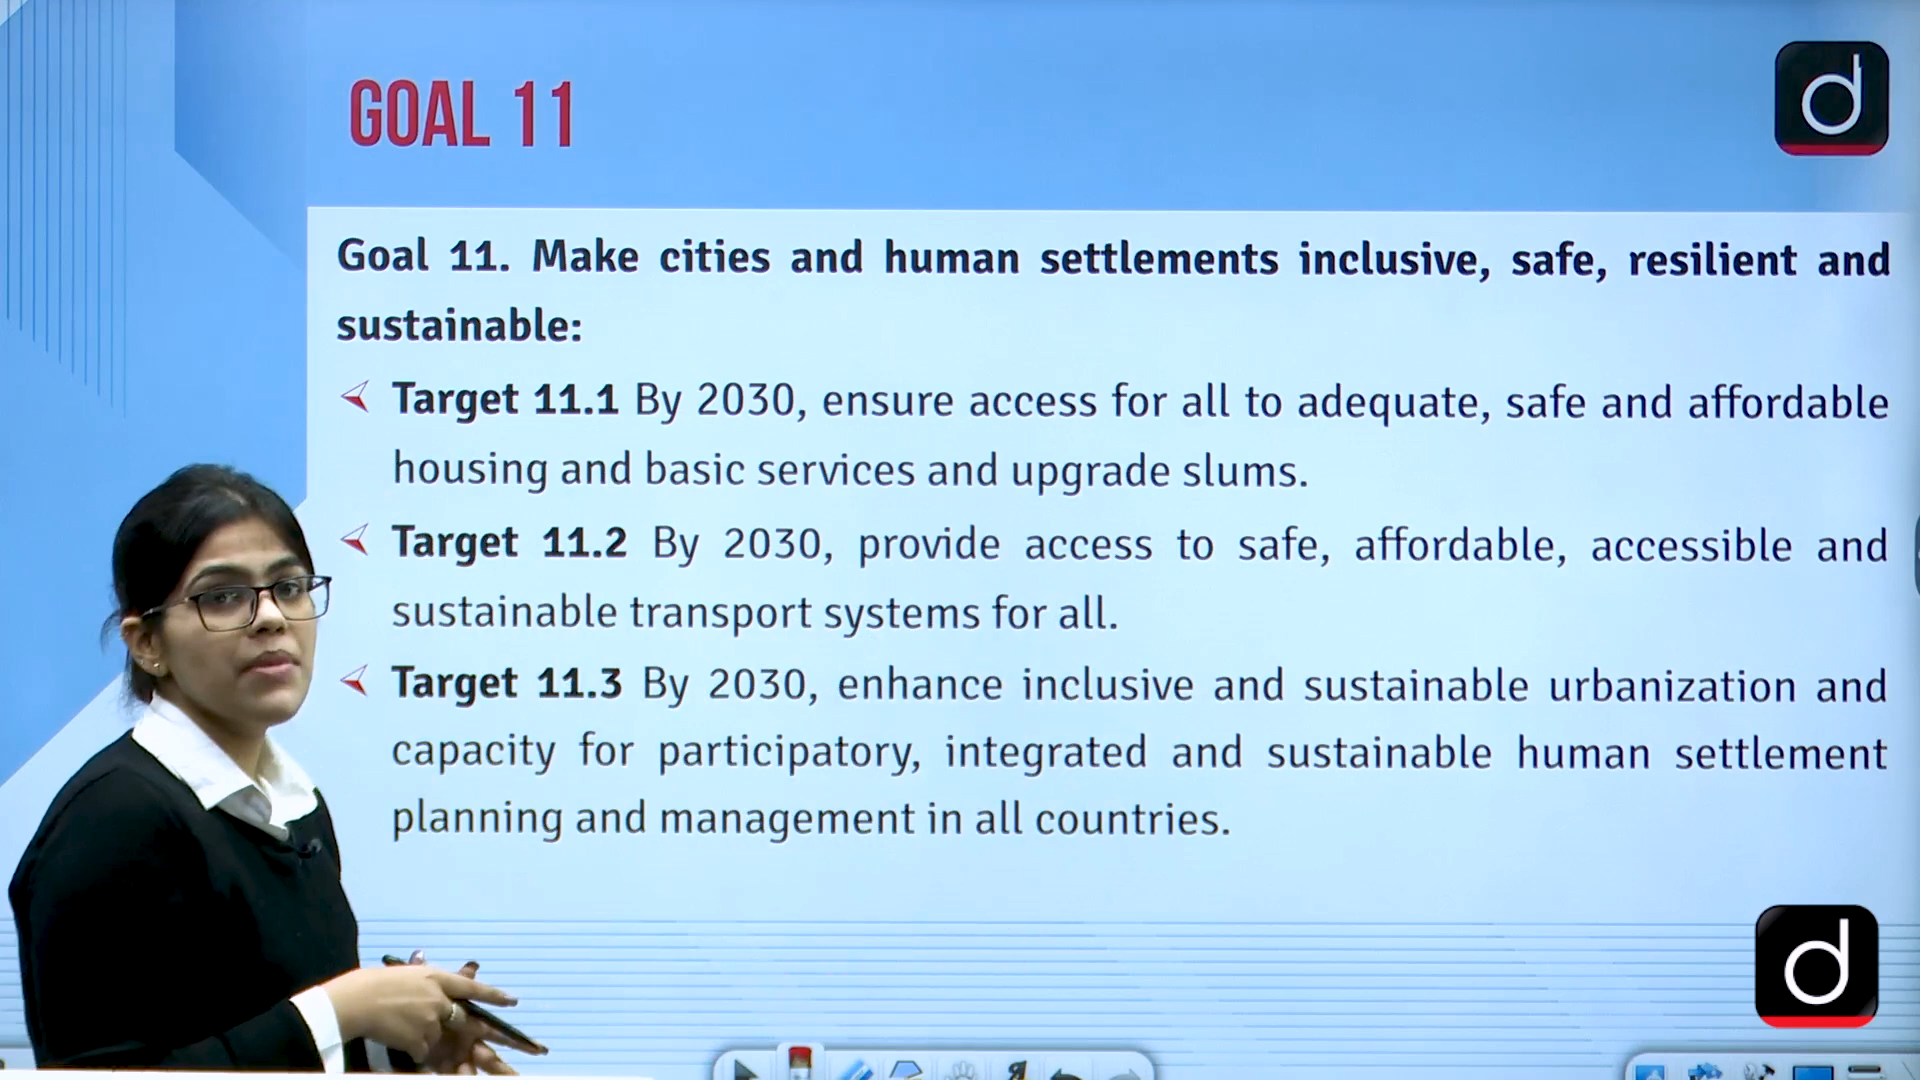 GOAL 11
d
Goal 11. Make cities and human settlements inclusive, safe, resilient and
sustainable:
Target 11.1 By 2030, ensure access for all to adequate, safe and affordable
housing and basic services and upgrade slums.
Target 11.2 By 2030, provide access to safe, affordable, accessible and
sustainable transport systems for all.
Target 11.3 By 2030, enhance inclusive and sustainable urbanization and
capacity for participatory, integrated and sustainable human settlement
planning and management in all countries.
d